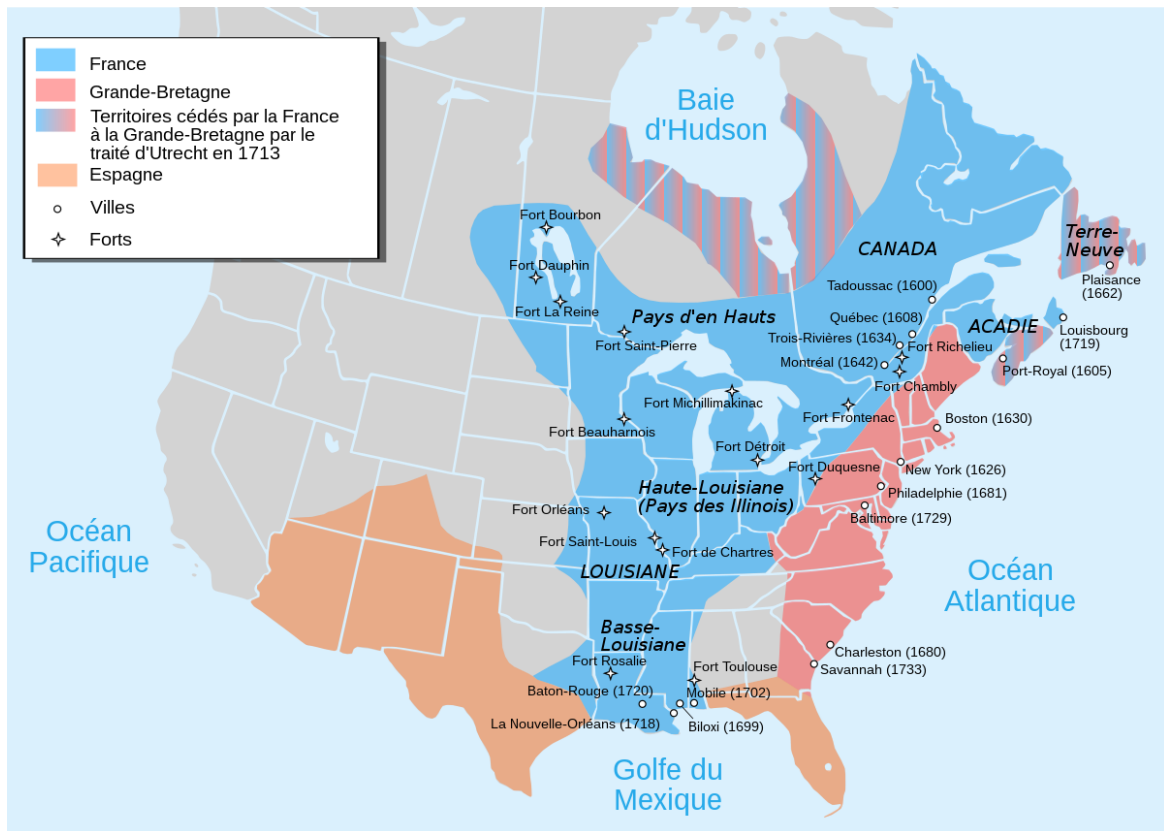 France
Grande-Bretagne
Territoires cédés par la France
à la Grande-Bretagne par le
traité d'Utrecht en 1713
Espagne
Villes
Forts
Baie
d'Hudson
Fort Bourbon
Fort Dauphin
Fort La Reine
CANADA
Terre-
Neuve
Plaisance
(1662)
Tadoussac (1600)
Pays d'en Hauts
Québec (1608)
ACADIE
Louisbourg
(1719)
Fort Saint-Pierre
Trois-Rivières (1634)
Fort Richelieu
Montréal (1642)
Port-Royal (1605)
Fort Chambly
Fort Michillimakinac
Fort Frontenac
Boston (1630)
Fort Beauharnois
Fort Détroit
Fort Duquesne
New York (1626)
Haute-Louisiane
(Pays des Illinois)
Philadelphie (1681)
Fort Orléans
Baltimore (1729)
Océan
Pacifique
Fort Saint-Louis
Fort de Chartres
LOUISIANE
Océan
Atlantique
Basse-
Louisiane
Charleston (1680)
Fort Rosalie
Fort Toulouse
Savannah (1733)
Baton-Rouge (1720)
Mobile (1702)
La Nouvelle-Orléans (1718)
Biloxi (1699)
Golfe du
Mexique